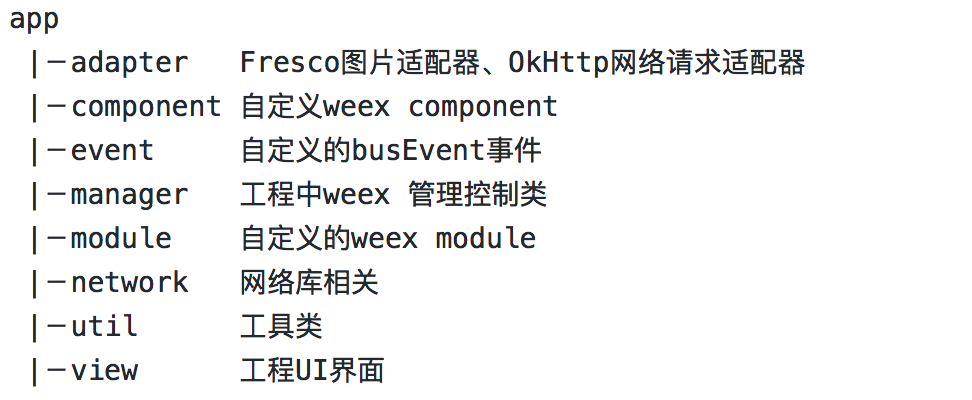 app
|－adapter Fresco图片适配器、OkHttp网络请求适配器
|－component 自定义weex component
|－event 自定义的busEvent事件
|－manager 工程中weex 管理控制类
|－module 自定义的weex module
|－network 网络库相关
|－util 工具类
|－view 工程UI界面